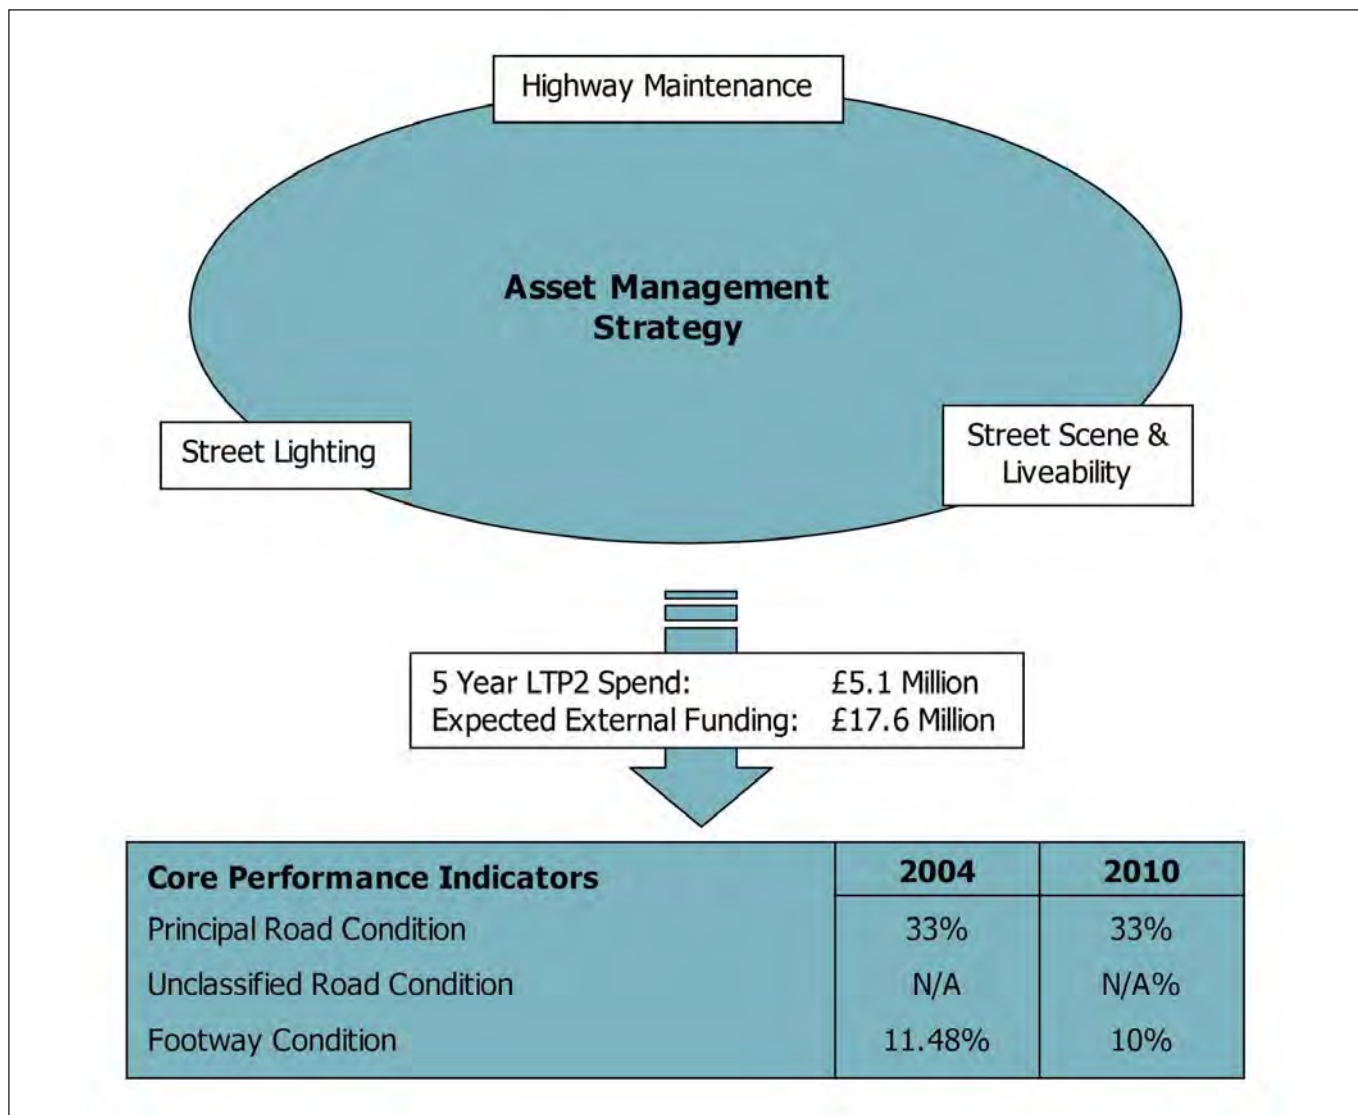 Highway Maintenance
Asset Management
Strategy
Street Lighting
Street Scene &
Liveability
5 Year LTP2 Spend: £5.1 Million
Expected External Funding: £17.6 Million
Core Performance Indicators 2004 2010
Principal Road Condition 33% 33%
Unclassified Road Condition N/A N/A%
Footway Condition 11.48% 10%